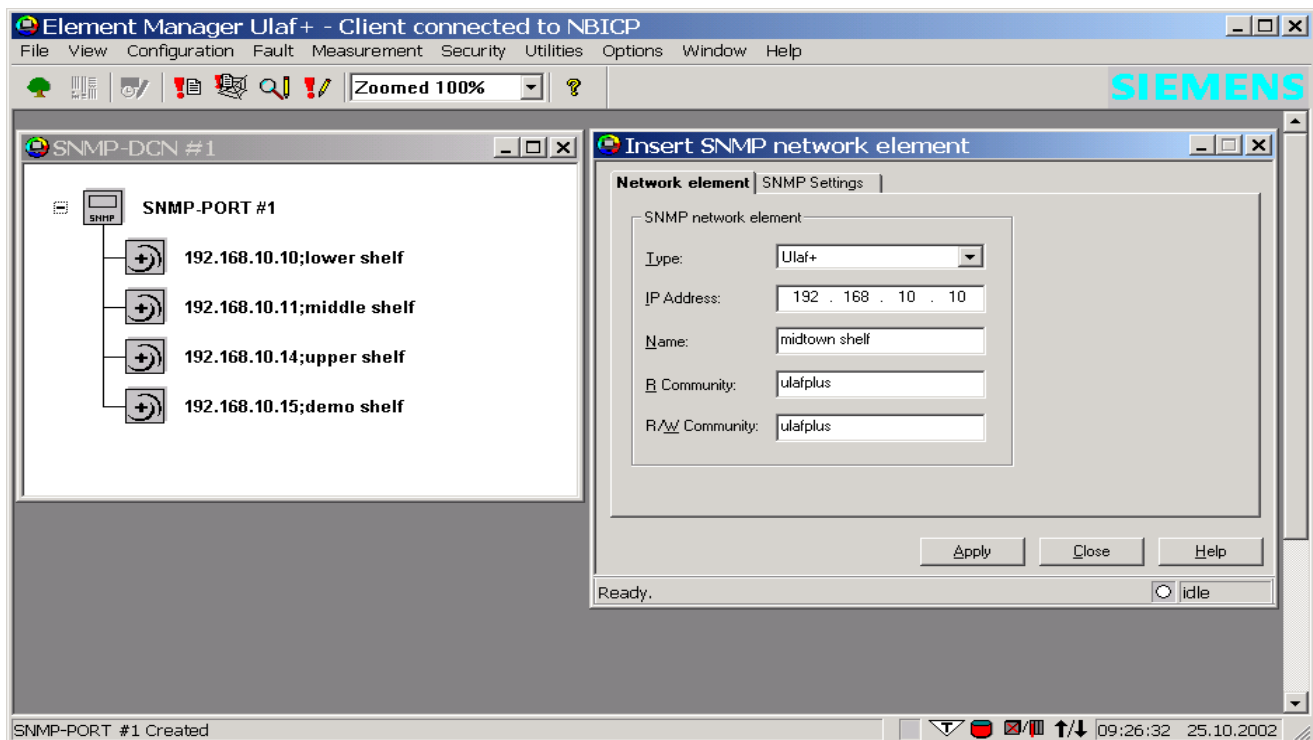 Element Manager Ulaf+ - Client connected to NBICP
File View Configuration Fault Measurement Security Utilities Options Window Help
Zoomed 100%
SIEMENS
SNMP-DCN #1
SNMP
SNMP-PORT #1
192.168.10.10;lower shelf
192.168.10.11;middle shelf
192.168.10.14;upper shelf
192.168.10.15;demo shelf
Insert SNMP network element
Network element SNMP Settings
SNMP network element
Type: Ulaf+
IP Address: 192 . 168 . 10 . 10
Name: midtown shelf
R Community: ulafplus
R/W Community: ulafplus
Apply Close Help
Ready. idle
SNMP-PORT #1 Created T 09:26:32 25.10.2002